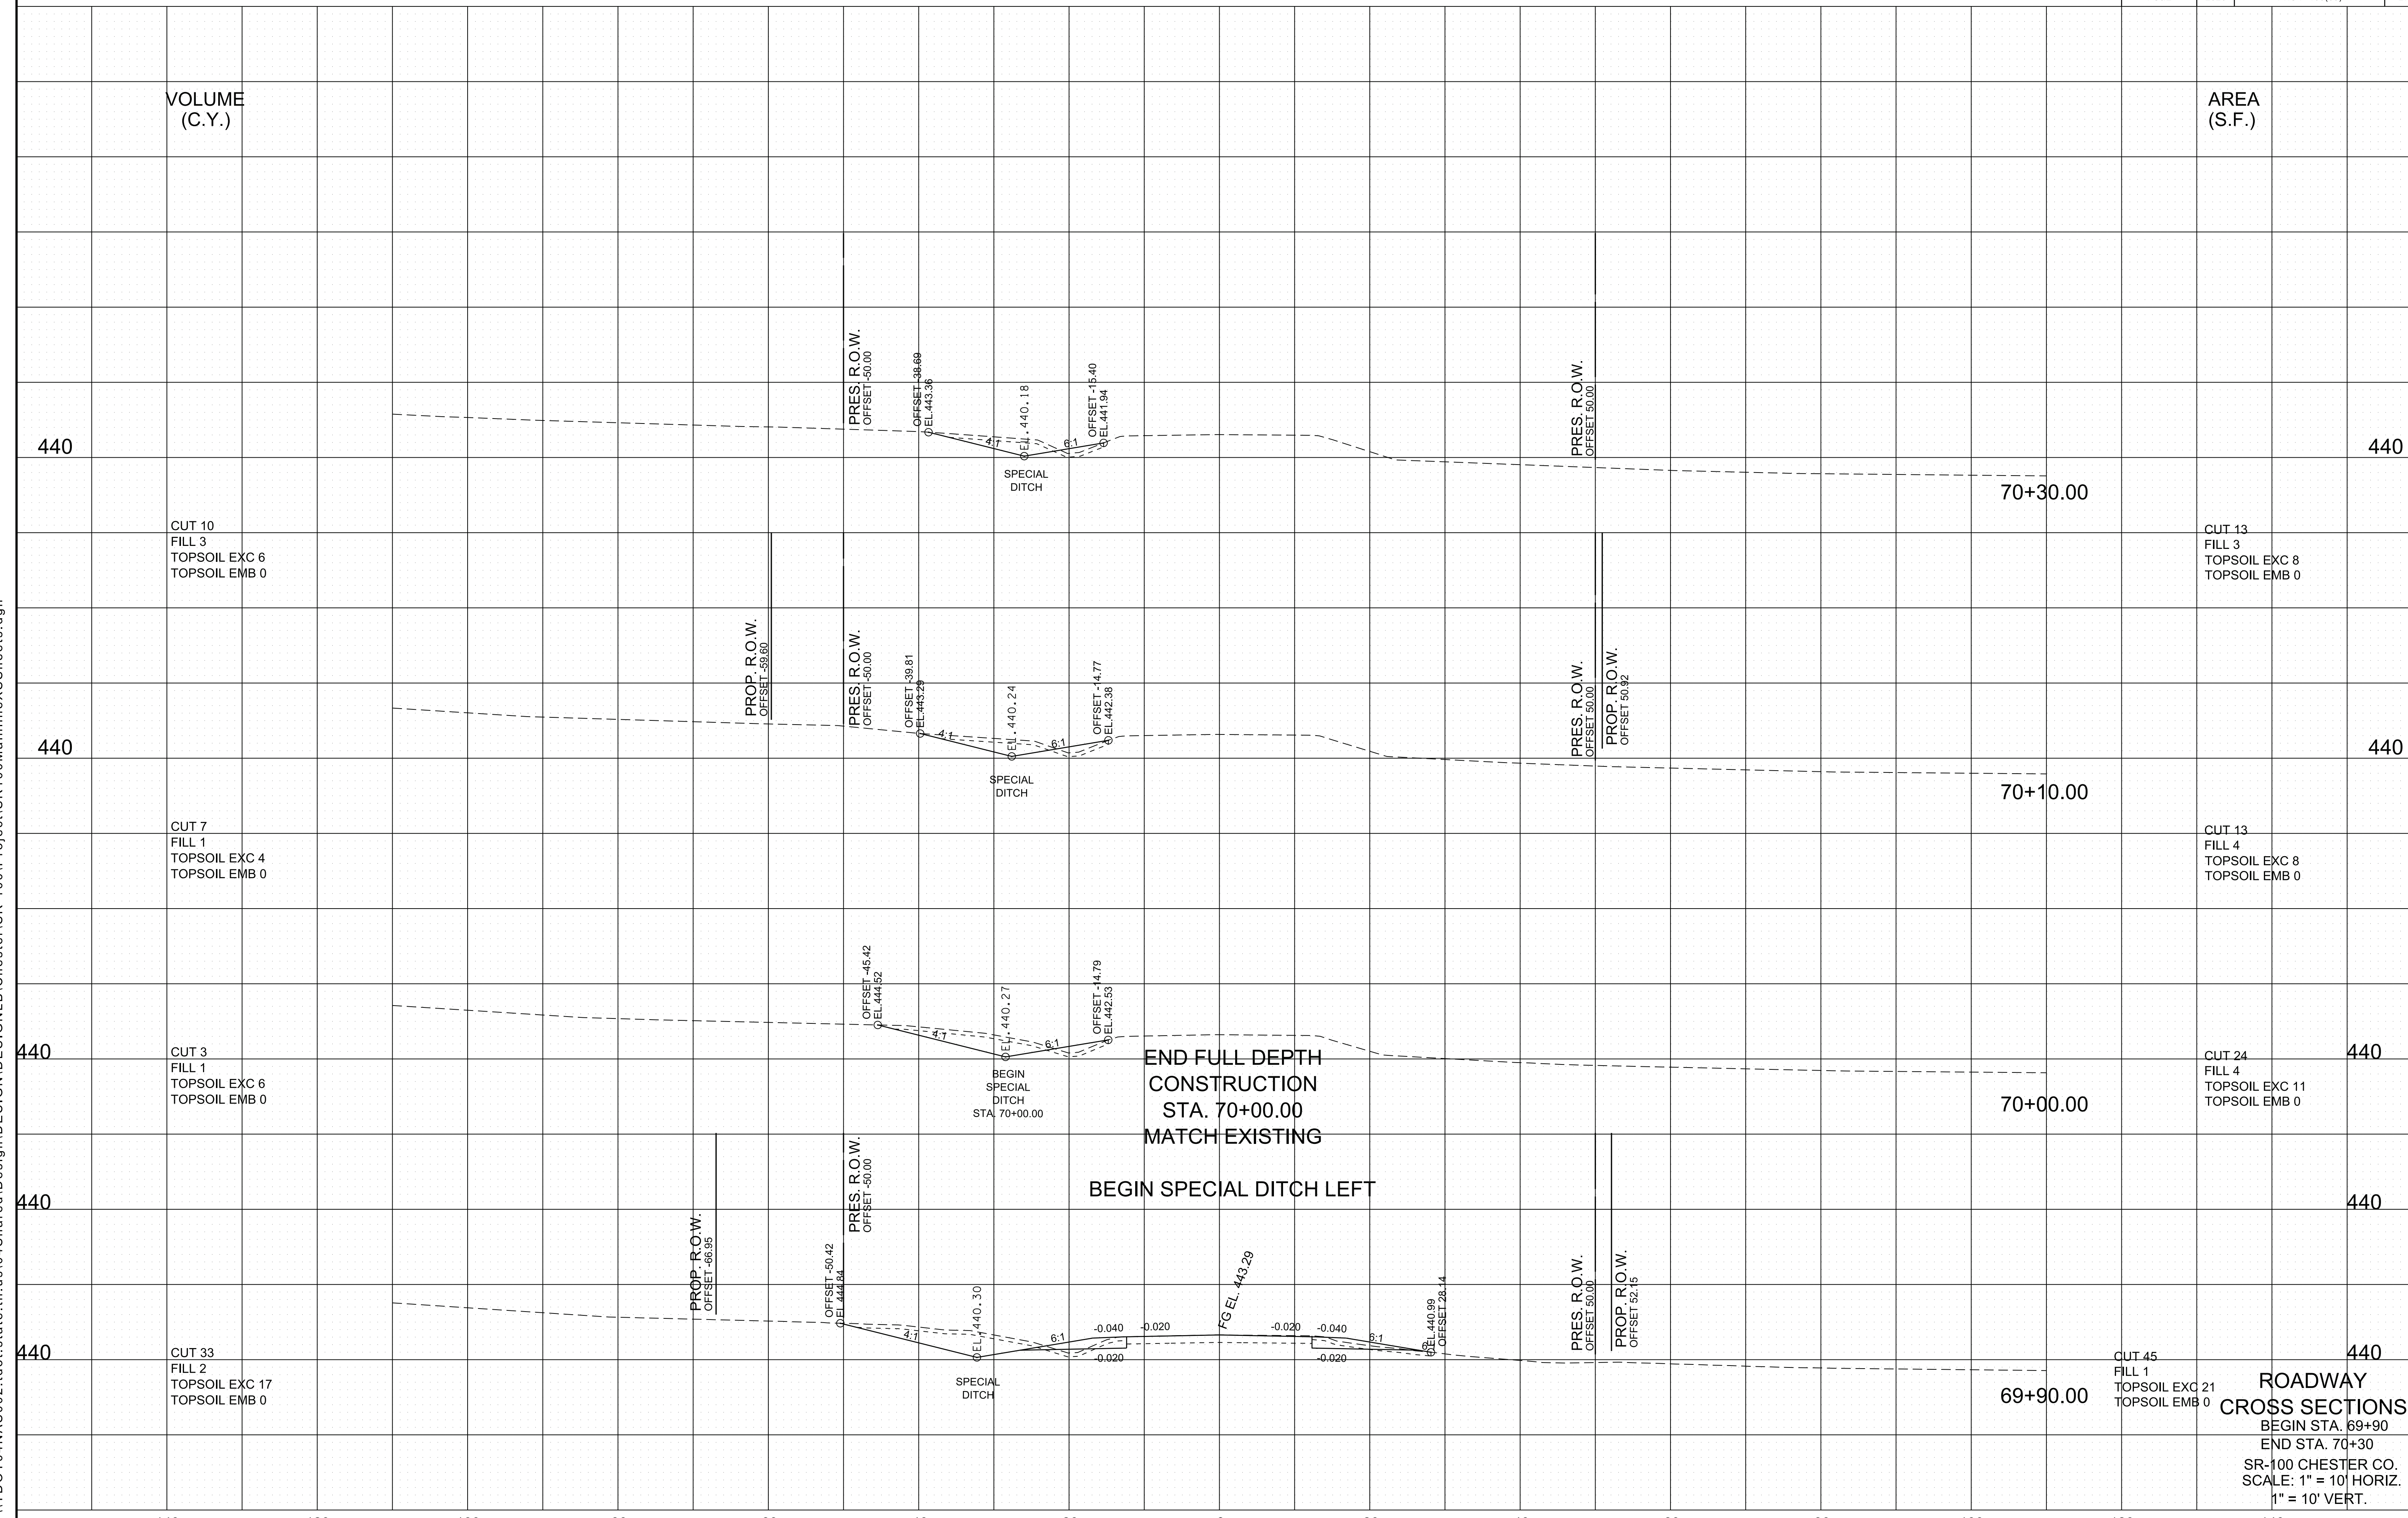 VOLUME
(C.Y.)
AREA
(S.F.)
PRES. R.O.W.
OFFSET -50.00
OFFSET -38.69
EL.443.36
EL.440.18
OFFSET -15.40
EL.441.94
PRES. R.O.W.
OFFSET 50.00
4:1
6:1
440
440
SPECIAL
DITCH
70+30.00
CUT 10
FILL 3
TOPSOIL EXC 6
TOPSOIL EMB 0
CUT 13
FILL 3
TOPSOIL EXC 8
TOPSOIL EMB 0
PROP. R.O.W.
OFFSET -59.60
PRES. R.O.W.
OFFSET -50.00
OFFSET -39.81
EL.443.29
EL.440.24
OFFSET -14.77
EL.442.38
PRES. R.O.W.
OFFSET 50.00
PROP. R.O.W.
OFFSET 50.92
4:1
6:1
440
440
SPECIAL
DITCH
70+10.00
CUT 7
FILL 1
TOPSOIL EXC 4
TOPSOIL EMB 0
CUT 13
FILL 4
TOPSOIL EXC 8
TOPSOIL EMB 0
OFFSET -45.42
EL.444.52
EL.440.27
OFFSET -14.79
EL.442.53
4:1
6:1
440
440
BEGIN
SPECIAL
DITCH
STA. 70+00.00
END FULL DEPTH
CONSTRUCTION
STA. 70+00.00
MATCH EXISTING
70+00.00
CUT 3
FILL 1
TOPSOIL EXC 6
TOPSOIL EMB 0
CUT 24
FILL 4
TOPSOIL EXC 11
TOPSOIL EMB 0
BEGIN SPECIAL DITCH LEFT
440
440
PROP. R.O.W.
OFFSET -66.95
PRES. R.O.W.
OFFSET -50.00
OFFSET -50.42
EL.444.84
EL.440.30
FG EL. 443.29
EL.440.99
OFFSET 28.14
PRES. R.O.W.
OFFSET 50.00
PROP. R.O.W.
OFFSET 52.15
4:1
6:1
-0.040
-0.020
-0.020
-0.040
6:1
-0.020
-0.020
440
440
SPECIAL
DITCH
69+90.00
CUT 33
FILL 2
TOPSOIL EXC 17
TOPSOIL EMB 0
CUT 45
FILL 1
TOPSOIL EXC 21
TOPSOIL EMB 0
ROADWAY
CROSS SECTIONS
BEGIN STA. 69+90
END STA. 70+30
SR-100 CHESTER CO.
SCALE: 1" = 10' HORIZ.
1" = 10' VERT.